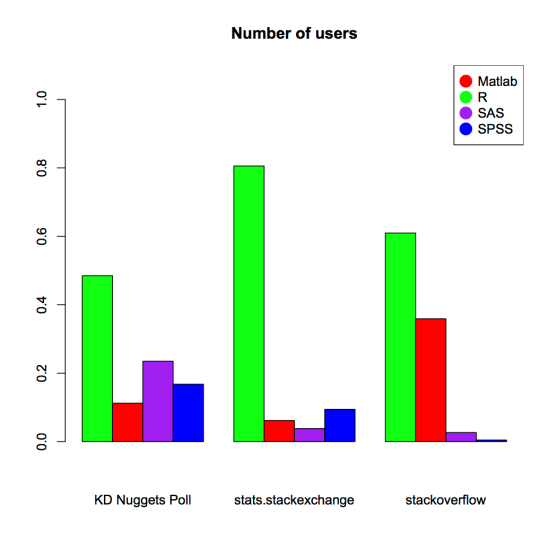 Number of users
Matlab
R
SAS
SPSS
1.0
0.8
0.6
0.4
0.2
0.0
KD Nuggets Poll
stats.stackexchange
stackoverflow